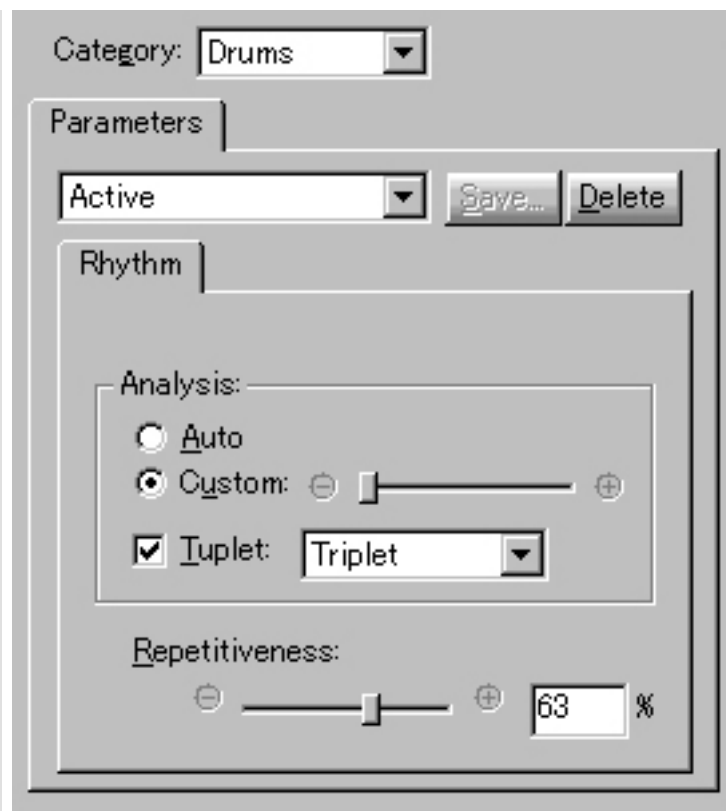 Category: Drums
Parameters
Active Save... Delete
Rhythm
Analysis:
Auto
Custom:
Tuplet: Triplet
Repetitiveness:
63 %